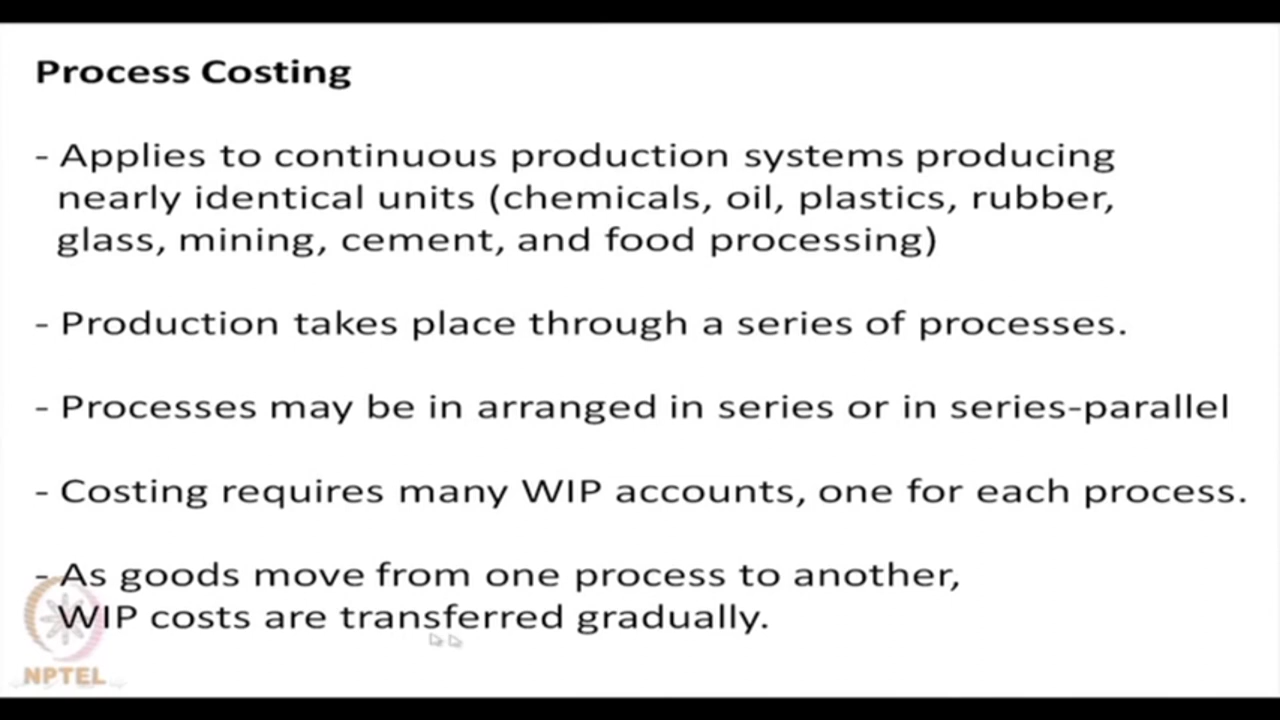 Process Costing
- Applies to continuous production systems producing
nearly identical units (chemicals, oil, plastics, rubber,
glass, mining, cement, and food processing)
- Production takes place through a series of processes.
- Processes may be in arranged in series or in series-parallel
- Costing requires many WIP accounts, one for each process.
- As goods move from one process to another,
WIP costs are transferred gradually.
NPTEL